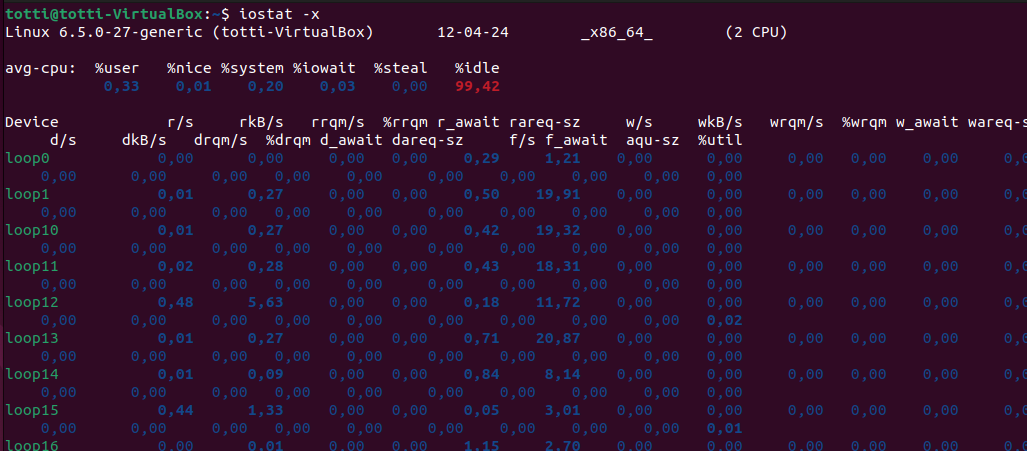 totti@totti-VirtualBox:~$ iostat -x
Linux 6.5.0-27-generic (totti-VirtualBox) 12-04-24 _x86_64_ (2 CPU)
avg-cpu: %user %nice %system %iowait %steal %idle
0,33 0,01 0,20 0,03 0,00 99,42
Device r/s rkB/s rrqm/s %rrqm r_await rareq-sz w/s wkB/s wrqm/s %wrqm w_await wareq-s
d/s dkB/s drqm/s %drqm d_await dareq-sz f/s f_await aqu-sz %util
loop0 0,00 0,00 0,00 0,00 0,29 1,21 0,00 0,00 0,00 0,00 0,00 0,00
0,00 0,00 0,00 0,00 0,00 0,00 0,00 0,00 0,00 0,00
loop1 0,01 0,27 0,00 0,00 0,50 19,91 0,00 0,00 0,00 0,00 0,00 0,00
0,00 0,00 0,00 0,00 0,00 0,00 0,00 0,00 0,00 0,00
loop10 0,01 0,27 0,00 0,00 0,42 19,32 0,00 0,00 0,00 0,00 0,00 0,00
0,00 0,00 0,00 0,00 0,00 0,00 0,00 0,00 0,00 0,00
loop11 0,02 0,28 0,00 0,00 0,43 18,31 0,00 0,00 0,00 0,00 0,00 0,00
0,00 0,00 0,00 0,00 0,00 0,00 0,00 0,00 0,00 0,00
loop12 0,48 5,63 0,00 0,00 0,18 11,72 0,00 0,00 0,00 0,00 0,00 0,00
0,00 0,00 0,00 0,00 0,00 0,00 0,00 0,00 0,00 0,02
loop13 0,01 0,27 0,00 0,00 0,71 20,87 0,00 0,00 0,00 0,00 0,00 0,00
0,00 0,00 0,00 0,00 0,00 0,00 0,00 0,00 0,00 0,00
loop14 0,01 0,09 0,00 0,00 0,84 8,14 0,00 0,00 0,00 0,00 0,00 0,00
0,00 0,00 0,00 0,00 0,00 0,00 0,00 0,00 0,00 0,00
loop15 0,44 1,33 0,00 0,00 0,05 3,01 0,00 0,00 0,00 0,00 0,00 0,00
0,00 0,00 0,00 0,00 0,00 0,00 0,00 0,00 0,00 0,01
loop16 0,00 0,01 0,00 0,00 1,15 2,70 0,00 0,00 0,00 0,00 0,00 0,00